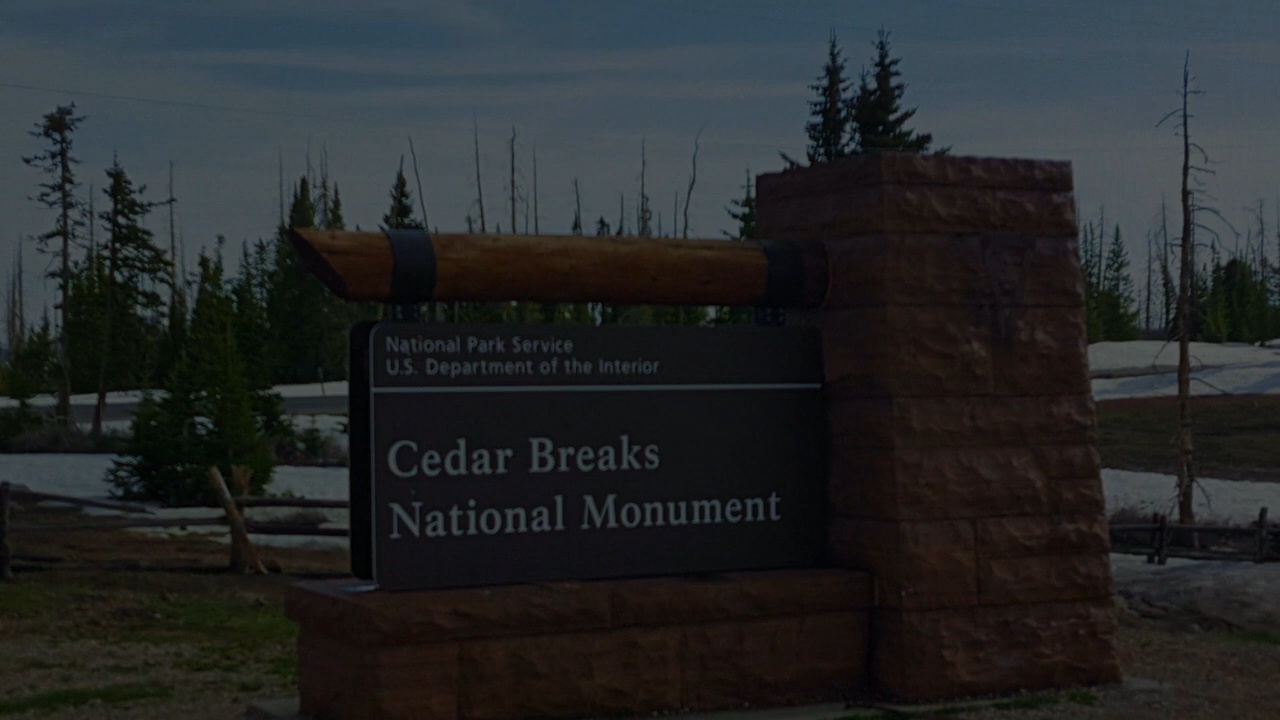 National Park Service
U.S. Department of the Interior
Cedar Breaks
National Monument